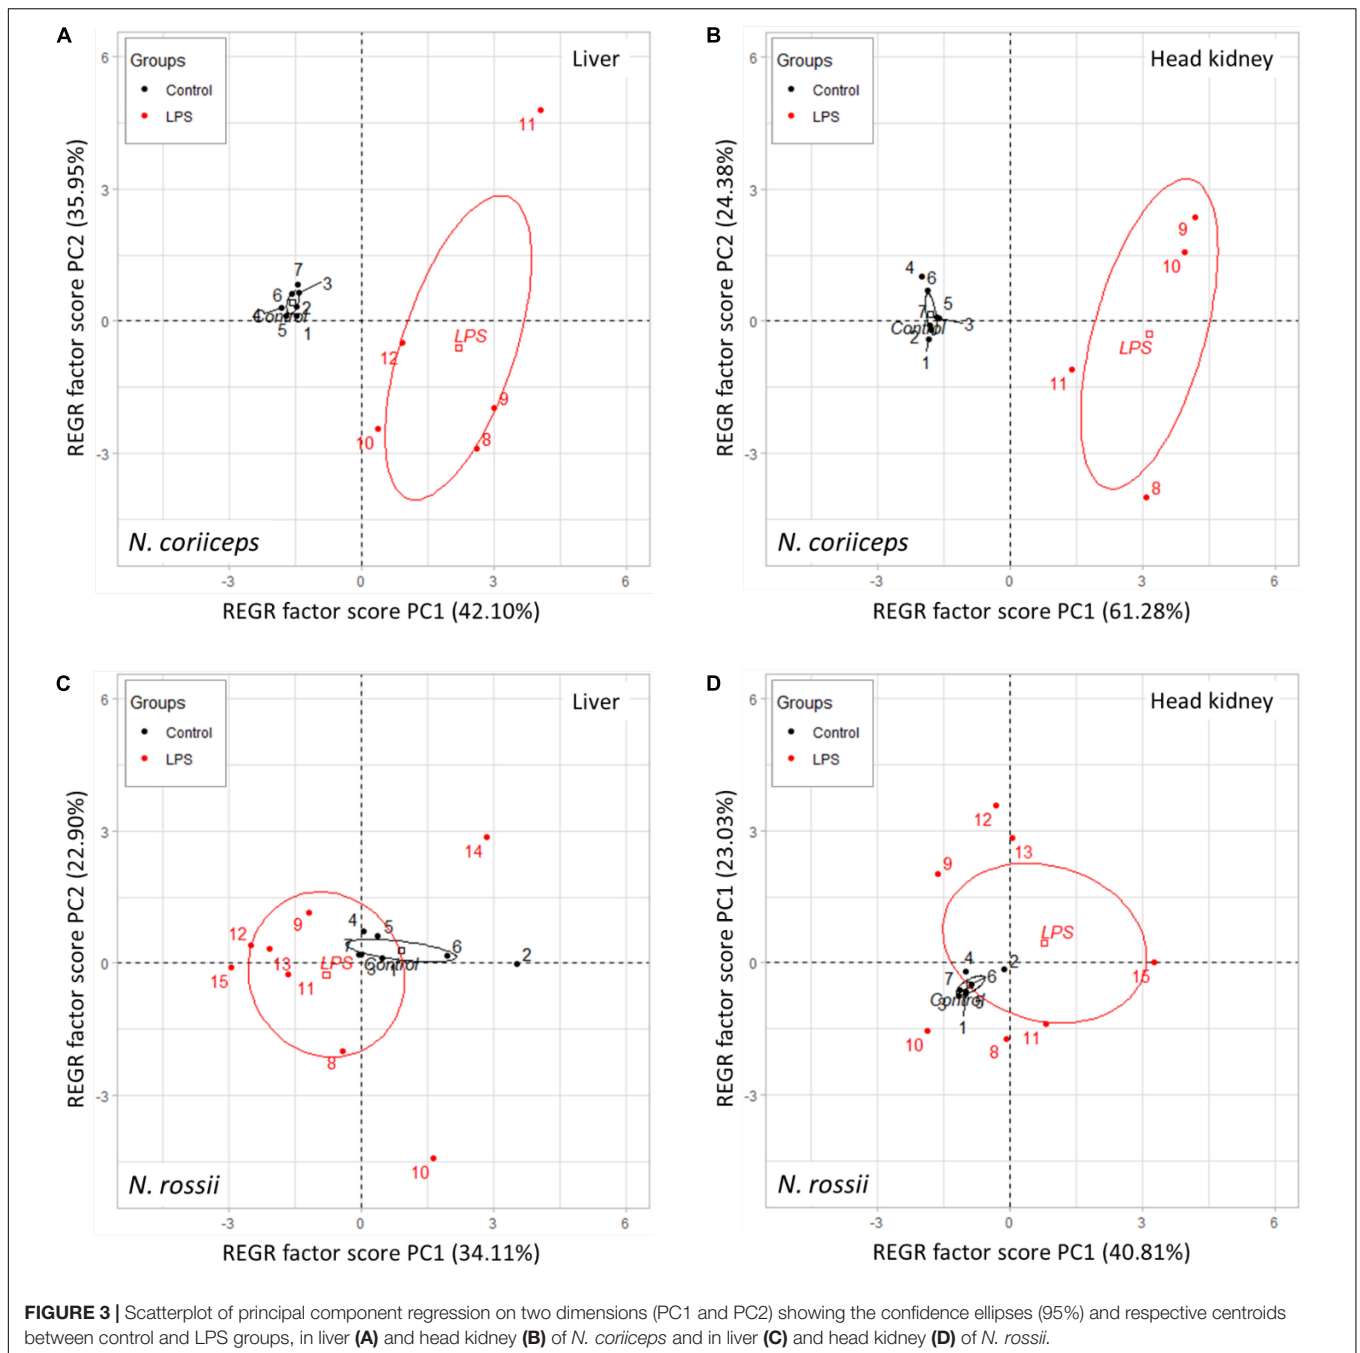 A
Liver
Groups
Control
LPS
6
3
0
-3
11
7
3
6
2
4
Control
5
1
LPS
12
9
10
8
N. coriiceps
-3
0
3
6
REGR factor score PC2 (35.95%)
REGR factor score PC1 (42.10%)
B
Head kidney
Groups
Control
LPS
6
3
0
-3
9
10
4
6
5
7
Control
3
2
1
LPS
11
8
N. coriiceps
-3
0
3
6
REGR factor score PC2 (24.38%)
REGR factor score PC1 (61.28%)
C
Liver
Groups
Control
LPS
6
3
0
-3
14
9
4
5
12
7
6
2
13
LPS
3
Control
1
15
11
8
10
N. rossii
-3
0
3
6
REGR factor score PC2 (22.90%)
REGR factor score PC1 (34.11%)
D
Head kidney
Groups
Control
LPS
6
3
0
-3
12
13
9
LPS
4
2
7
6
15
Control
3
1
10
8
11
N. rossii
-3
0
3
6
REGR factor score PC1 (23.03%)
REGR factor score PC1 (40.81%)
FIGURE 3 | Scatterplot of principal component regression on two dimensions (PC1 and PC2) showing the confidence ellipses (95%) and respective centroids
between control and LPS groups, in liver (A) and head kidney (B) of N. coriiceps and in liver (C) and head kidney (D) of N. rossii.